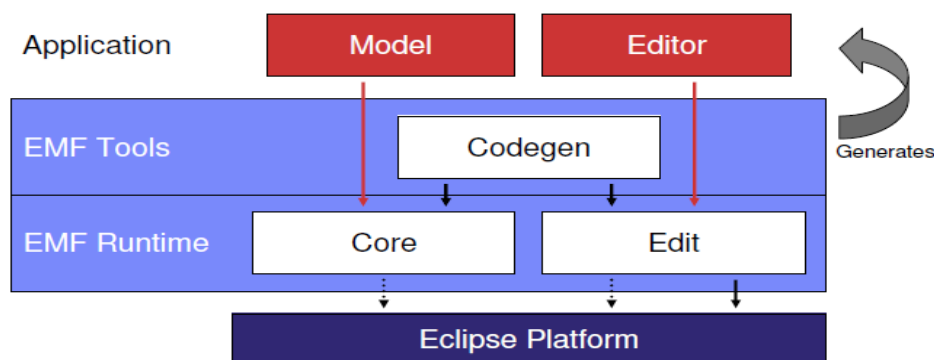 Application
Model
Editor
EMF Tools
Codegen
Generates
EMF Runtime
Core
Edit
Eclipse Platform